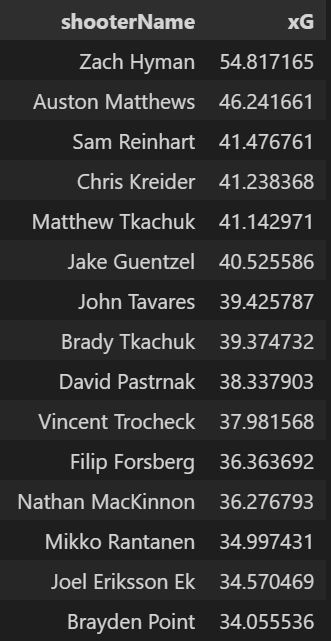 shooterName xG
Zach Hyman 54.817165
Auston Matthews 46.241661
Sam Reinhart 41.476761
Chris Kreider 41.238368
Matthew Tkachuk 41.142971
Jake Guentzel 40.525586
John Tavares 39.425787
Brady Tkachuk 39.374732
David Pastrnak 38.337903
Vincent Trocheck 37.981568
Filip Forsberg 36.363692
Nathan MacKinnon 36.276793
Mikko Rantanen 34.997431
Joel Eriksson Ek 34.570469
Brayden Point 34.055536